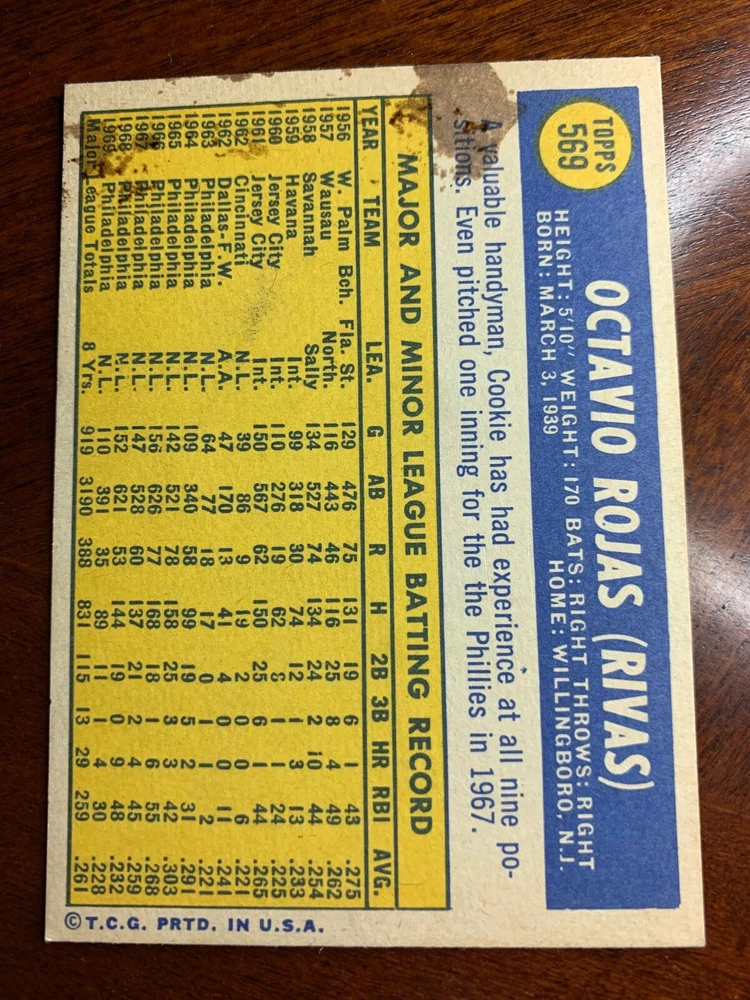 TOPPS
569
OCTAVIO ROJAS (RIVAS)
HEIGHT: 5'10" WEIGHT: 170 BATS: RIGHT THROWS: RIGHT
BORN: MARCH 3, 1939 HOME: WILLINGBORO, N.J.
A valuable handyman, Cookie has had experience at all nine po-
sitions. Even pitched one inning for the the Phillies in 1967.
MAJOR AND MINOR LEAGUE BATTING RECORD
YEAR TEAM LEA. G AB R H 2B 3B HR RBI AVG.
1956 W. Palm Bch. Fla. St. 129 476 75 131 19 6 1 43 .275
1957 Wausau North. 116 443 46 116 25 8 4 49 .262
1958 Savannah Sally 134 527 74 134 24 2 10 44 .254
1959 Havana Int. 99 318 30 74 12 1 3 13 .233
1960 Jersey City Int. 110 276 19 62 8 1 1 24 .225
1961 Jersey City Int. 150 567 62 150 25 6 1 44 .265
1962 Cincinnati N.L. 39 86 9 19 2 0 0 6 .221
1962 Dallas-F.W. A.A. 47 170 13 41 4 0 0 11 .241
1963 Philadelphia N.L. 64 77 18 17 0 1 1 2 .221
1964 Philadelphia N.L. 109 340 58 99 19 5 2 31 .291
1965 Philadelphia N.L. 142 521 78 158 25 3 3 42 .303
1966 Philadelphia N.L. 156 626 77 168 18 1 6 55 .268
1967 Philadelphia N.L. 147 528 60 137 21 2 4 45 .259
1968 Philadelphia N.L. 152 621 53 144 19 0 9 48 .232
1969 Philadelphia N.L. 110 391 35 89 11 1 4 30 .228
Major League Totals 8 Yrs. 919 3190 388 831 115 13 29 259 .261
© T.C.G. PRTD. IN U.S.A.